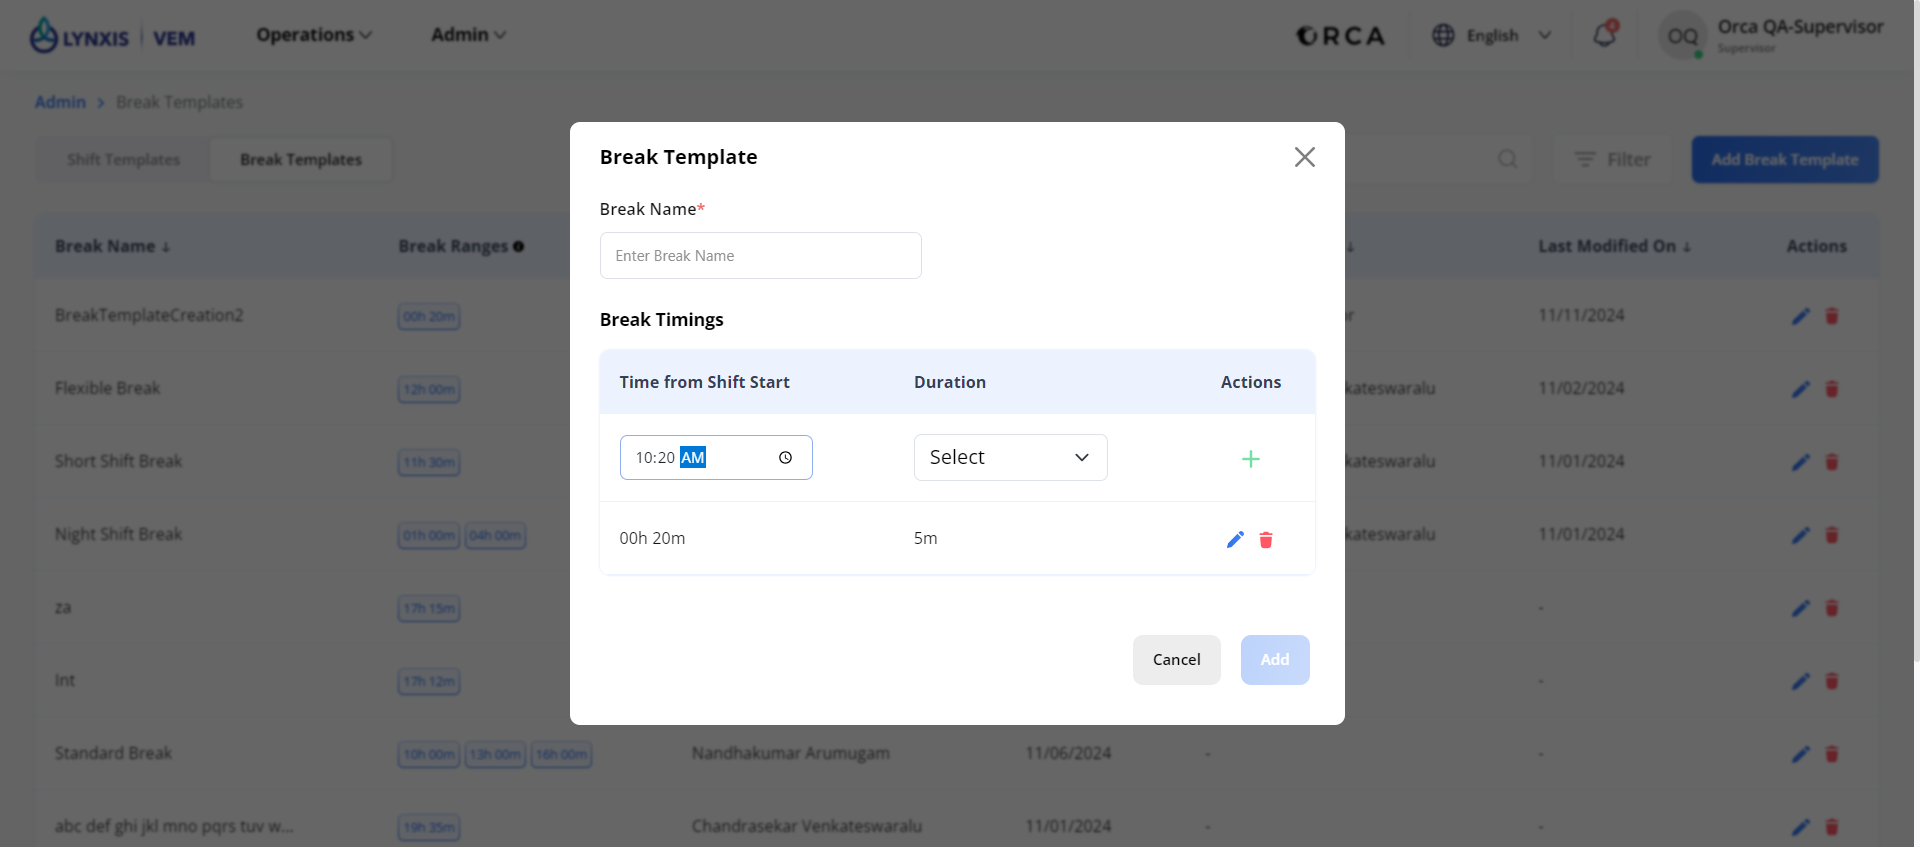 LYNXIS VEM Operations Admin ORCA English 4 OQ Orca QA-Supervisor
Supervisor
Admin > Break Templates
Shift Templates Break Templates Filter Add Break Template
Break Name ↓ Break Ranges ↓ Last Modified On ↓ Actions
BreakTemplateCreation2 00h 20m 11/11/2024
Flexible Break 12h 00m kateswaralu 11/02/2024
Short Shift Break 11h 30m kateswaralu 11/01/2024
Night Shift Break 01h 00m 04h 00m kateswaralu 11/01/2024
za 17h 15m -
Int 17h 12m -
Standard Break 10h 00m 13h 00m 16h 00m Nandhakumar Arumugam 11/06/2024 - -
abc def ghi jkl mno pqrs tuv w... 19h 35m Chandrasekar Venkateswaralu 11/01/2024 - -
Break Template
Break Name*
Enter Break Name
Break Timings
Time from Shift Start Duration Actions
10:20 AM Select +
00h 20m 5m
Cancel Add